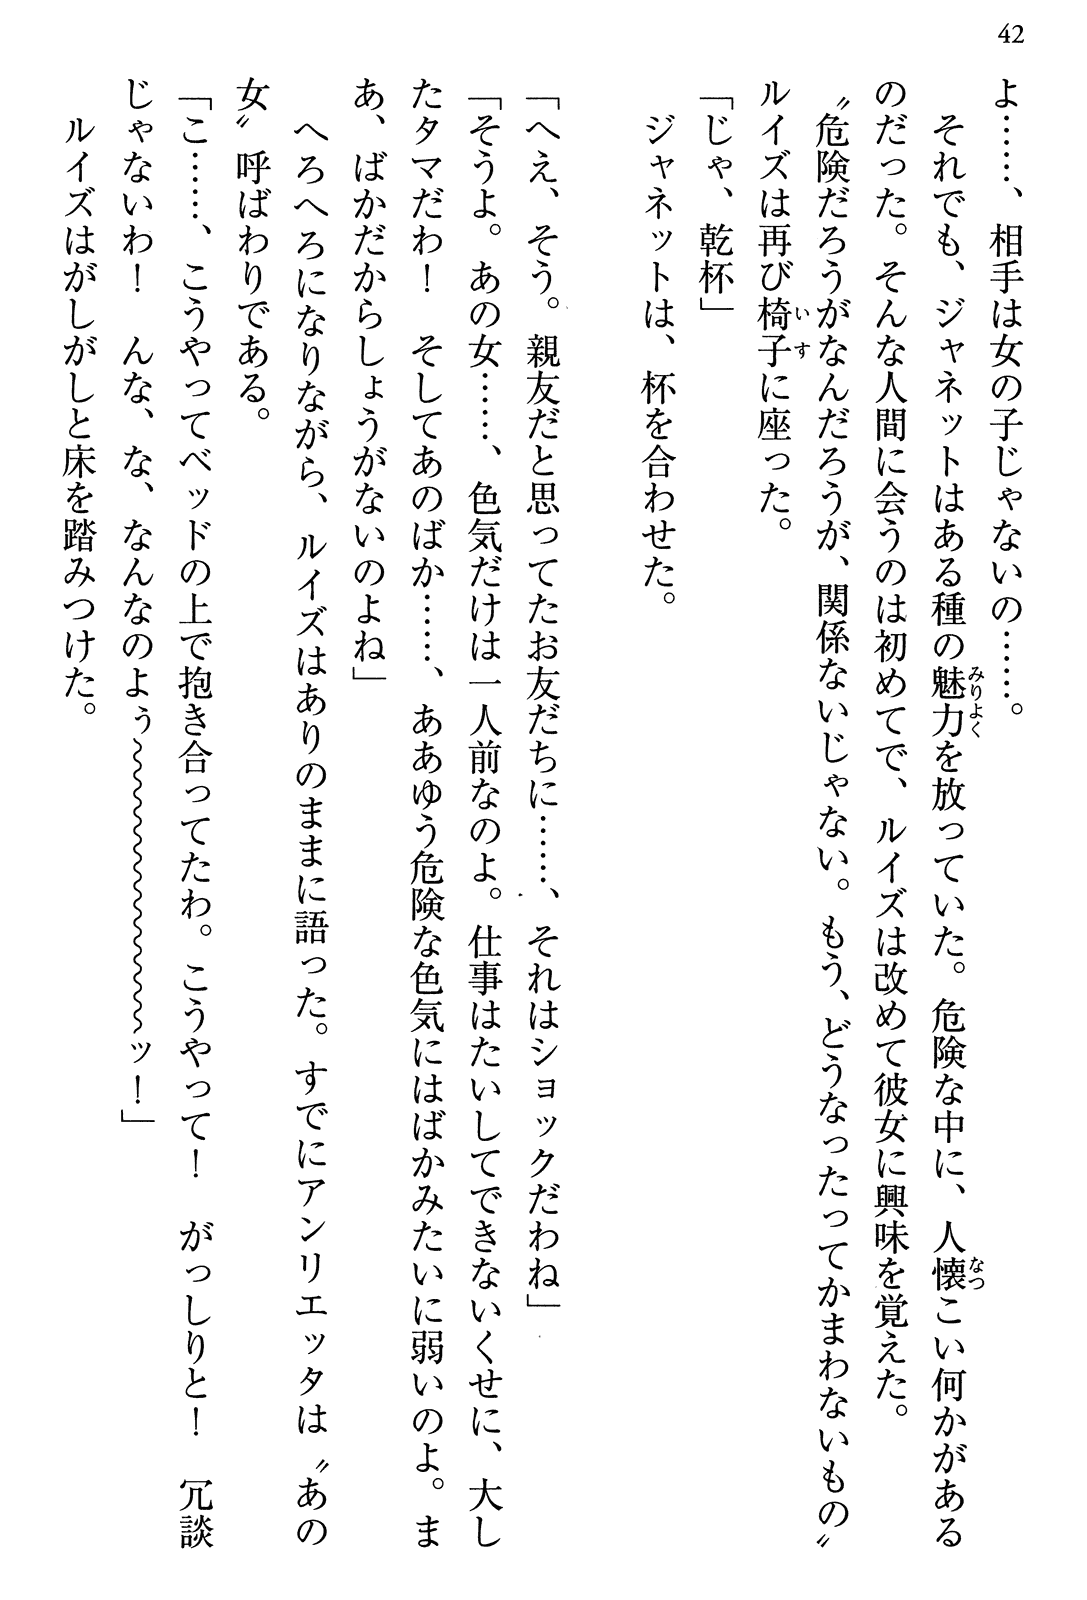 42
よ……、相手は女の子じゃないの……。
それでも、ジャネットはある種の魅力を放っていた。危険な中に、人懐こい何かがある
みりよく
なつ
のだった。そんな人間に会うのは初めてで、ルイズは改めて彼女に興味を覚えた。
〝危険だろうがなんだろうが、関係ないじゃない。もう、どうなったってかまわないもの〟
ルイズは再び椅子に座った。
いす
「じゃ、乾杯」
ジャネットは、杯を合わせた。
「へえ、そう。親友だと思ってたお友だちに……、それはショックだわね」
「そうよ。あの女……、色気だけは一人前なのよ。仕事はたいしてできないくせに、大し
たタマだわ！　そしてあのばか……、ああゆう危険な色気にはばかみたいに弱いのよ。ま
あ、ばかだからしょうがないのよね」
へろへろになりながら、ルイズはありのままに語った。すでにアンリエッタは〝あの
女〟呼ばわりである。
「こ……、こうやってベッドの上で抱き合ってたわ。こうやって！　がっしりと！　冗談
じゃないわ！　んな、な、なんなのよぅ～～～～～～～～ッ！」
ルイズはがしがしと床を踏みつけた。